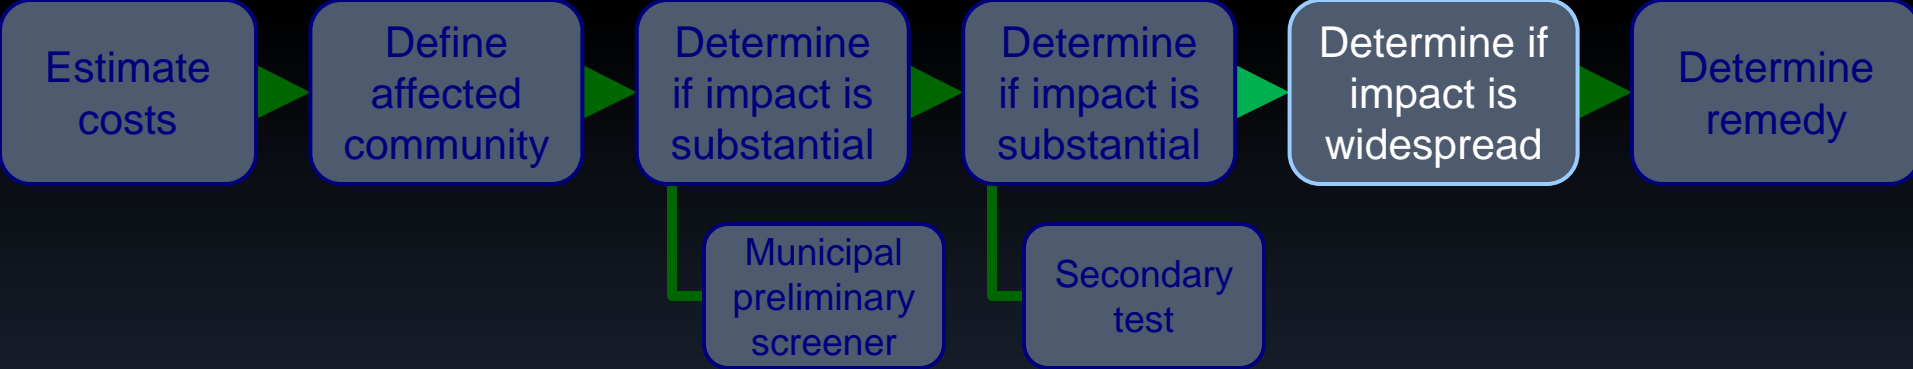 Estimate
costs
Define
affected
community
Determine
if impact is
substantial
Determine
if impact is
substantial
Determine if
impact is
widespread
Determine
remedy
Municipal
preliminary
screener
Secondary
test